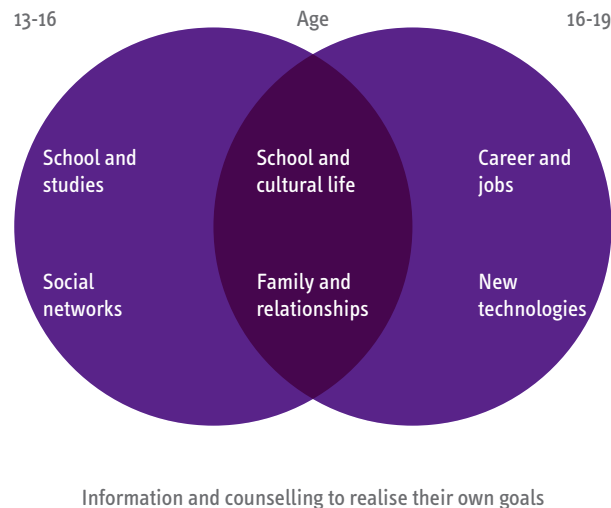 13-16 Age 16-19
School and
studies
School and
cultural life
Career and
jobs
Social
networks
Family and
relationships
New
technologies
Information and counselling to realise their own goals